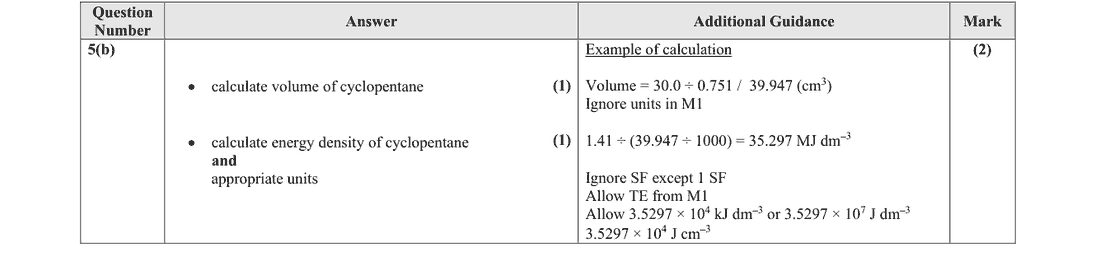 Question Number
Answer
Additional Guidance
Mark
5(b)
Example of calculation
(2)
• calculate volume of cyclopentane (1)
Volume = 30.0 ÷ 0.751 / 39.947 (cm³)
Ignore units in M1
• calculate energy density of cyclopentane (1)
and
appropriate units
1.41 ÷ (39.947 ÷ 1000) = 35.297 MJ dm⁻³
Ignore SF except 1 SF
Allow TE from M1
Allow 3.5297 × 10⁴ kJ dm⁻³ or 3.5297 × 10⁷ J dm⁻³
3.5297 × 10⁴ J cm⁻³